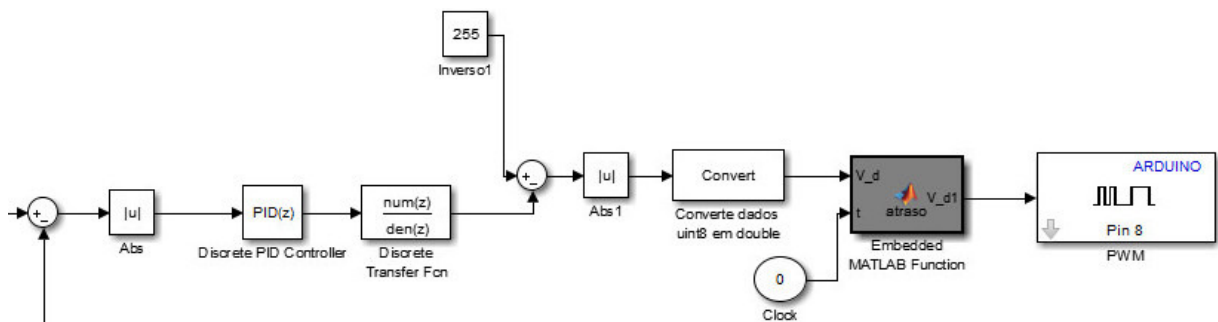 255
Inverso1
+
-
|u|
Abs
PID(z)
Discrete PID Controller
num(z)
den(z)
Discrete
Transfer Fcn
+
-
|u|
Abs1
Convert
Converte dados
uint8 em double
V_d
t
atraso
V_d1
Embedded
MATLAB Function
0
Clock
ARDUINO
Pin 8
PWM